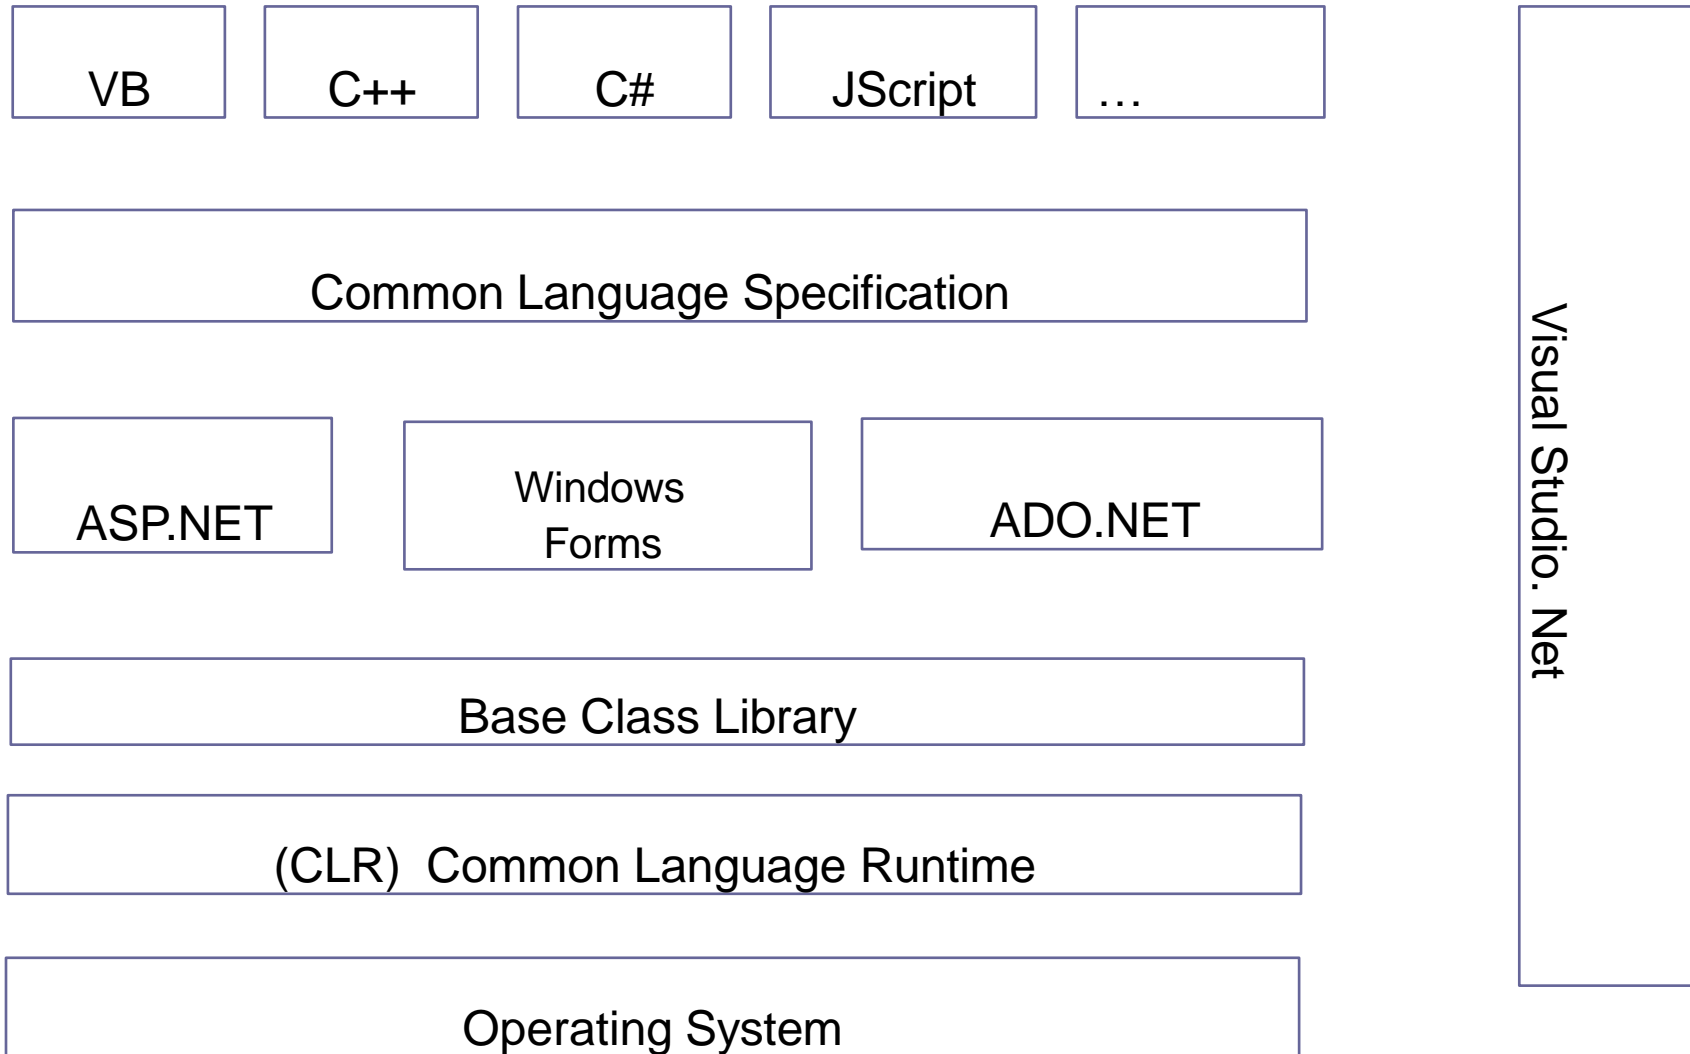 VB
C++
C#
JScript
…
Common Language Specification
ASP.NET
Windows
Forms
ADO.NET
Base Class Library
(CLR) Common Language Runtime
Operating System
Visual Studio. Net